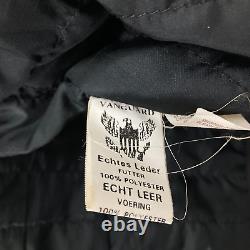 VANGUARD
Echtes Leder
FUTTER
100% POLYESTER
ECHT LEER
VOERING
100% POLYESTER